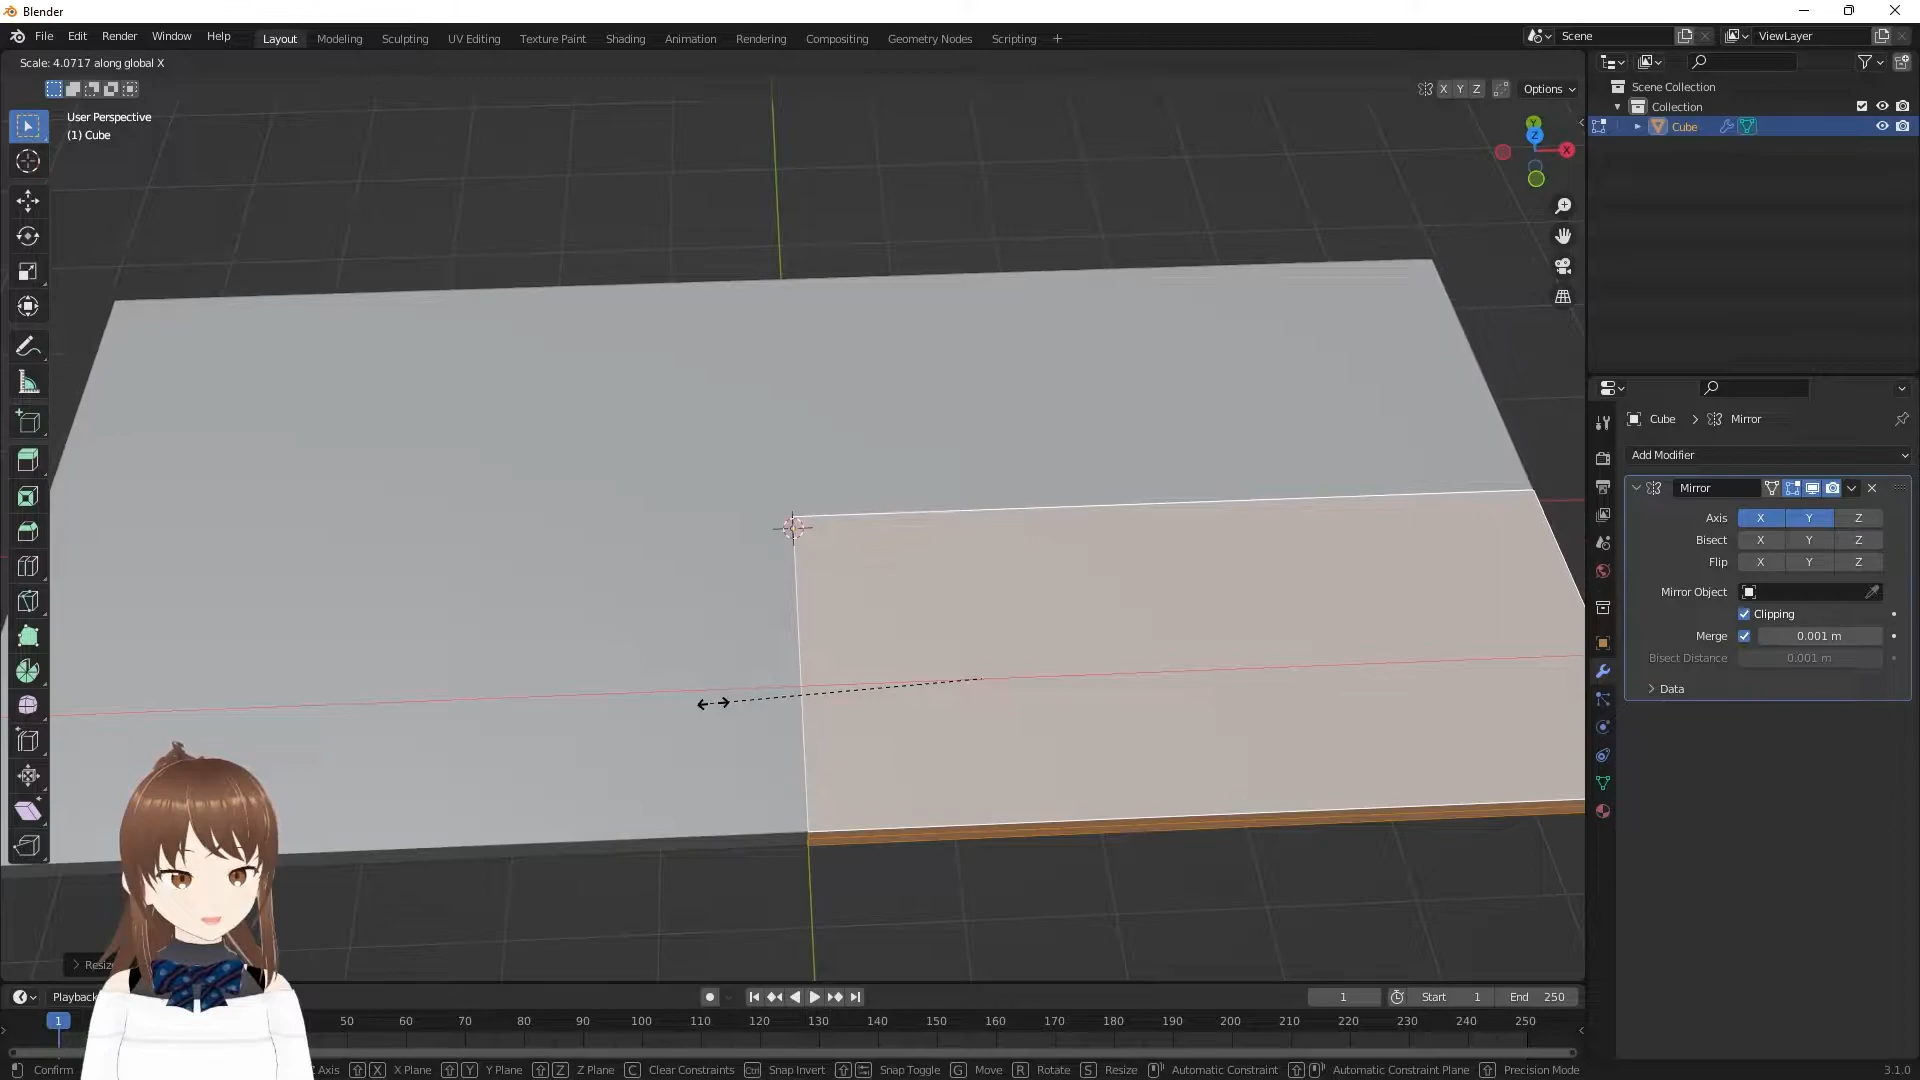 Blender
File Edit Render Window Help Layout Modeling Sculpting UV Editing Texture Paint Shading Animation Rendering Compositing Geometry Nodes Scripting + Scene ViewLayer
Scale: 4.0717 along global X
X Y Z Options
User Perspective
(1) Cube
Y
Z
X
Scene Collection
Collection
Cube
Cube > Mirror
Add Modifier
Mirror
Axis X Y Z
Bisect X Y Z
Flip X Y Z
Mirror Object
Clipping
Merge 0.001 m
Bisect Distance 0.001 m
Data
Playback
1 Start 1 End 250
1 50 60 70 80 90 100 110 120 130 140 150 160 170 180 190 200 210 220 230 240 250
Confirm Z Axis X X Plane Y Y Plane Z Z Plane C Clear Constraints Ctrl Snap Invert Snap Toggle G Move R Rotate S Resize Automatic Constraint Automatic Constraint Plane Precision Mode 3.1.0